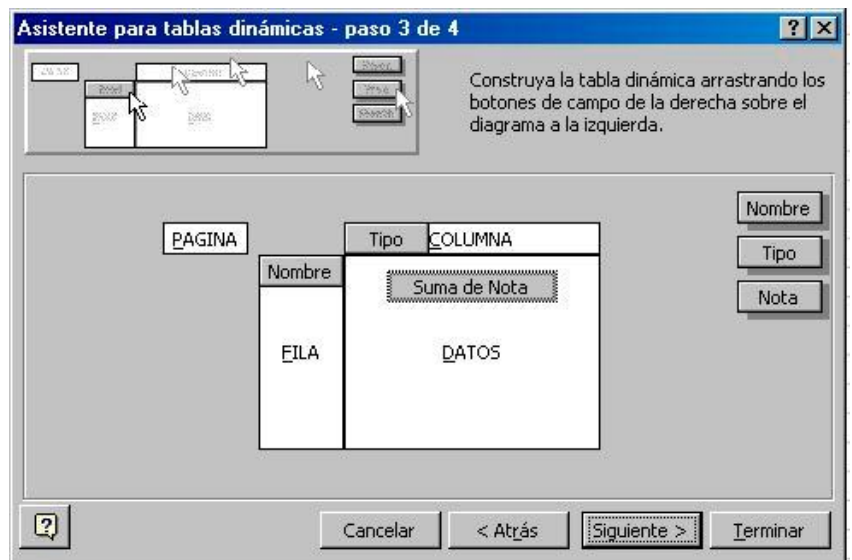 Asistente para tablas dinámicas - paso 3 de 4
Construya la tabla dinámica arrastrando los
botones de campo de la derecha sobre el
diagrama a la izquierda.
PAGINA
Tipo COLUMNA
Nombre
Suma de Nota
FILA
DATOS
Nombre
Tipo
Nota
Cancelar
< Atrás
Siguiente >
Terminar